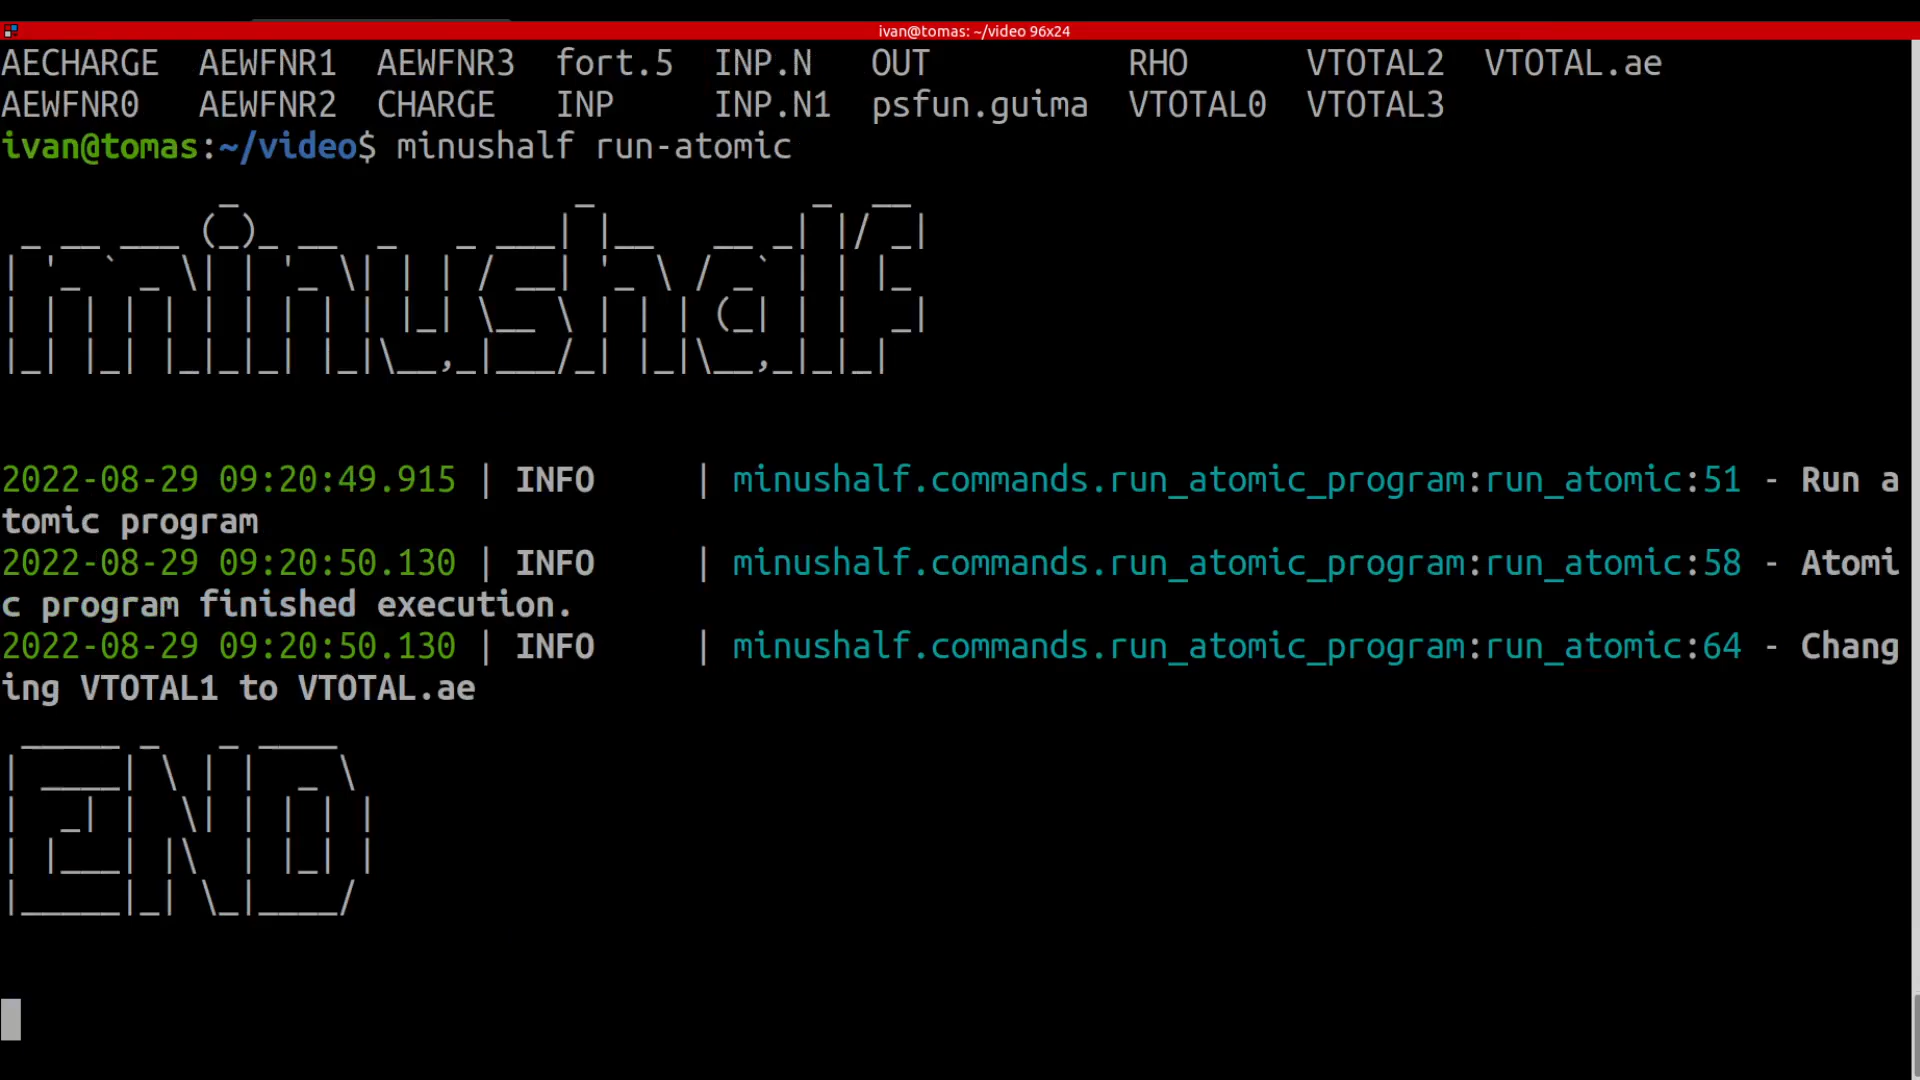 ivan@tomas: ~/video 96x24
AECHARGE  AEWFNR1  AEWFNR3  fort.5  INP.N   OUT          RHO      VTOTAL2  VTOTAL.ae
AEWFNR0   AEWFNR2  CHARGE   INP     INP.N1  psfun.guima  VTOTAL0  VTOTAL3
ivan@tomas:~/video$ minushalf run-atomic
minushalf
2022-08-29 09:20:49.915 | INFO     | minushalf.commands.run_atomic_program:run_atomic:51 - Run a
tomic program
2022-08-29 09:20:50.130 | INFO     | minushalf.commands.run_atomic_program:run_atomic:58 - Atomi
c program finished execution.
2022-08-29 09:20:50.130 | INFO     | minushalf.commands.run_atomic_program:run_atomic:64 - Chang
ing VTOTAL1 to VTOTAL.ae
END